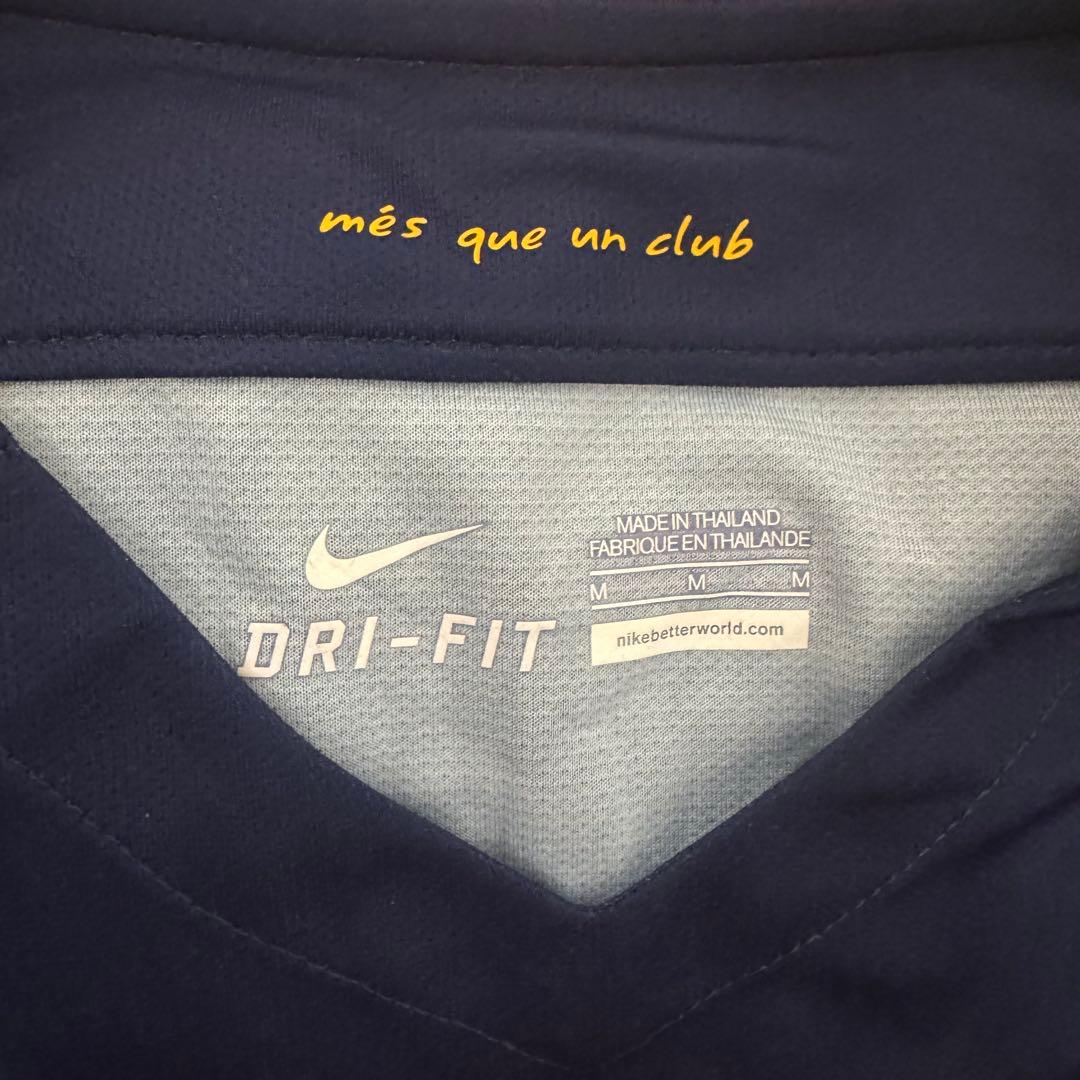 més que un club
MADE IN THAILAND
FABRIQUE EN THAILANDE
M M M
nikebetterworld.com
DRI-FIT